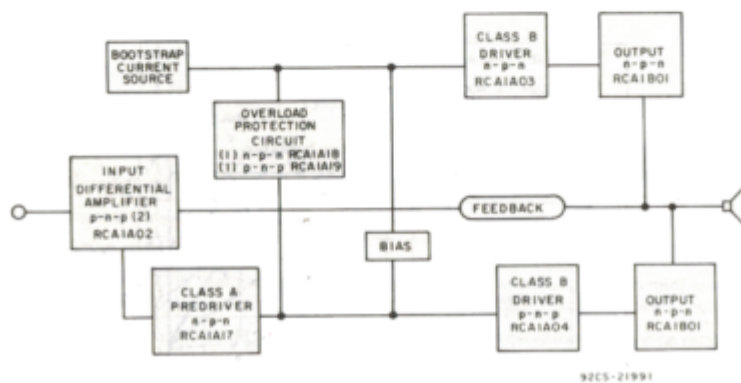 BOOTSTRAP
CURRENT
SOURCE
CLASS B
DRIVER
n-p-n
RCA1A03
OUTPUT
n-p-n
RCA1B01
OVERLOAD
PROTECTION
CIRCUIT
(1) n-p-n RCA1A18
(1) p-n-p RCA1A19
INPUT
DIFFERENTIAL
AMPLIFIER
p-n-p (2)
RCA1A02
FEEDBACK
BIAS
CLASS A
PREDRIVER
n-p-n
RCA1A17
CLASS B
DRIVER
p-n-p
RCA1A04
OUTPUT
n-p-n
RCA1B01
92CS-21991